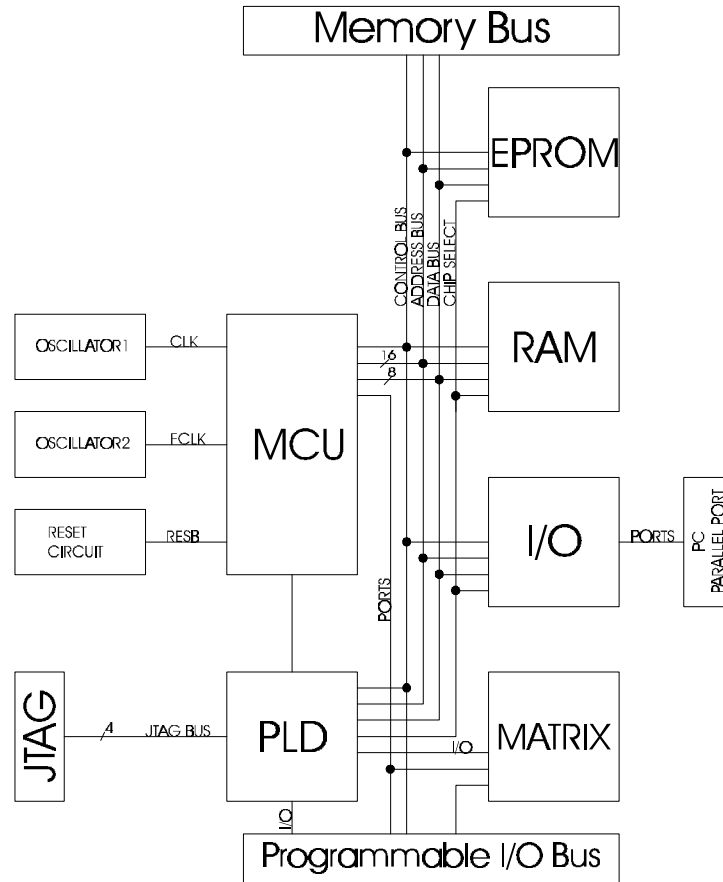 Memory Bus
EPROM
CONTROL BUS
ADDRESS BUS
DATA BUS
CHIP SELECT
OSCILLATOR1
CLK
MCU
16
8
RAM
OSCILLATOR2
FCLK
RESET
CIRCUIT
RESB
I/O
PORTS
PC
PARALLEL PORT
PORTS
JTAG
4
JTAG BUS
PLD
I/O
MATRIX
I/O
Programmable I/O Bus